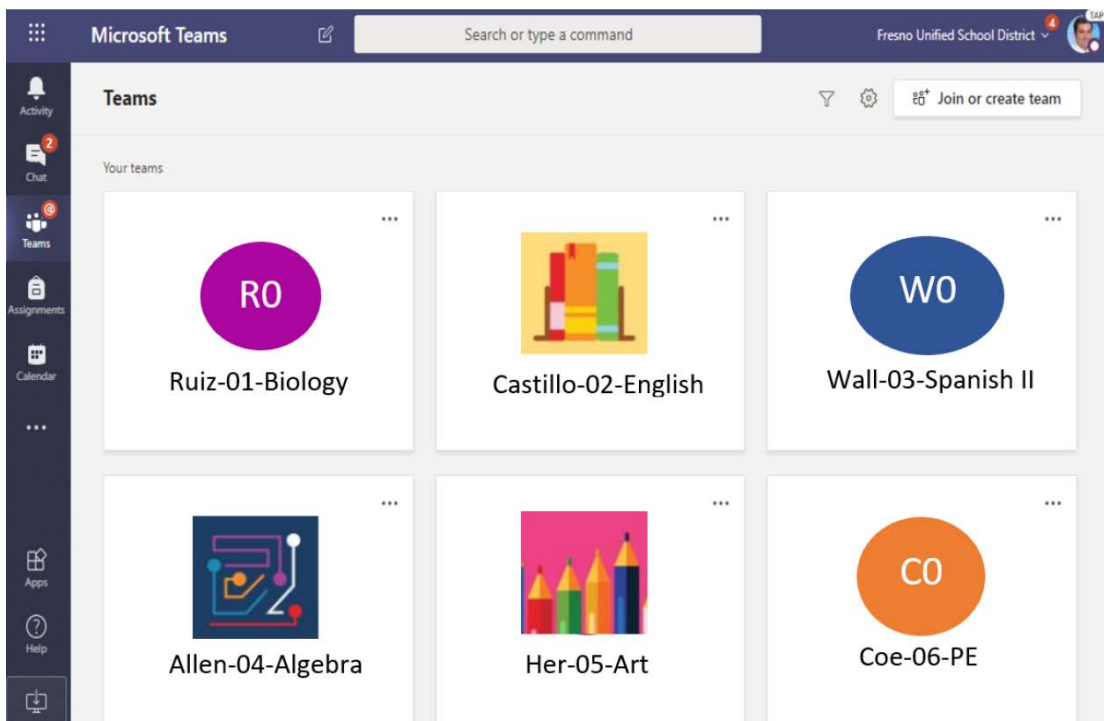 Microsoft Teams
Search or type a command
Fresno Unified School District
4
TAP
Activity
2
Chat
@
Teams
Assignments
Calendar
Apps
Help
Teams
Join or create team
Your teams
R0
Ruiz-01-Biology
Castillo-02-English
W0
Wall-03-Spanish II
Allen-04-Algebra
Her-05-Art
C0
Coe-06-PE